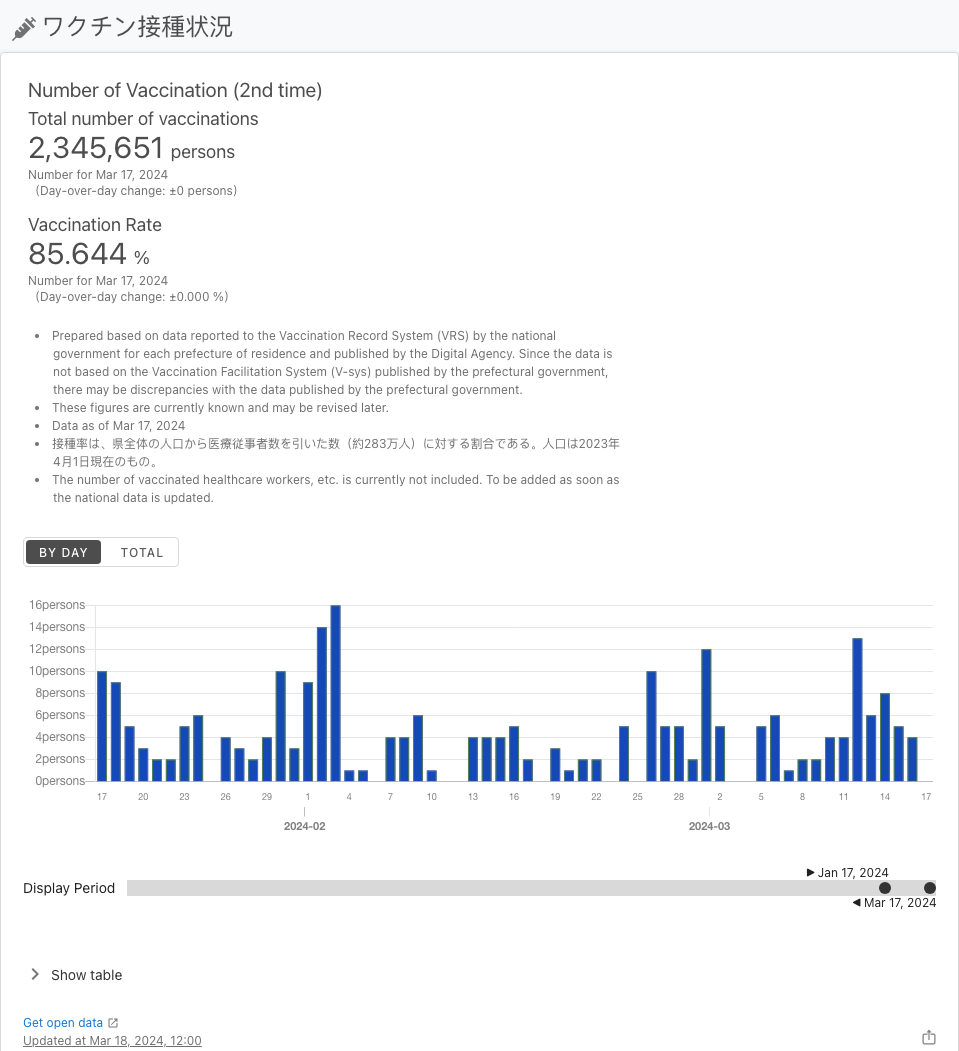 ワクチン接種状況
Number of Vaccination (2nd time)
Total number of vaccinations
2,345,651 persons
Number for Mar 17, 2024
(Day-over-day change: ±0 persons)
Vaccination Rate
85.644 %
Number for Mar 17, 2024
(Day-over-day change: ±0.000 %)
• Prepared based on data reported to the Vaccination Record System (VRS) by the national
government for each prefecture of residence and published by the Digital Agency. Since the data is
not based on the Vaccination Facilitation System (V-sys) published by the prefectural government,
there may be discrepancies with the data published by the prefectural government.
• These figures are currently known and may be revised later.
• Data as of Mar 17, 2024
• 接種率は、県全体の人口から医療従事者数を引いた数（約283万人）に対する割合である。人口は2023年
4月1日現在のもの。
• The number of vaccinated healthcare workers, etc. is currently not included. To be added as soon as
the national data is updated.
BY DAY TOTAL
16persons
14persons
12persons
10persons
8persons
6persons
4persons
2persons
0persons
17 20 23 26 29 1 4 7 10 13 16 19 22 25 28 2 5 8 11 14 17
2024-02 2024-03
Jan 17, 2024
Display Period
Mar 17, 2024
Show table
Get open data
Updated at Mar 18, 2024, 12:00